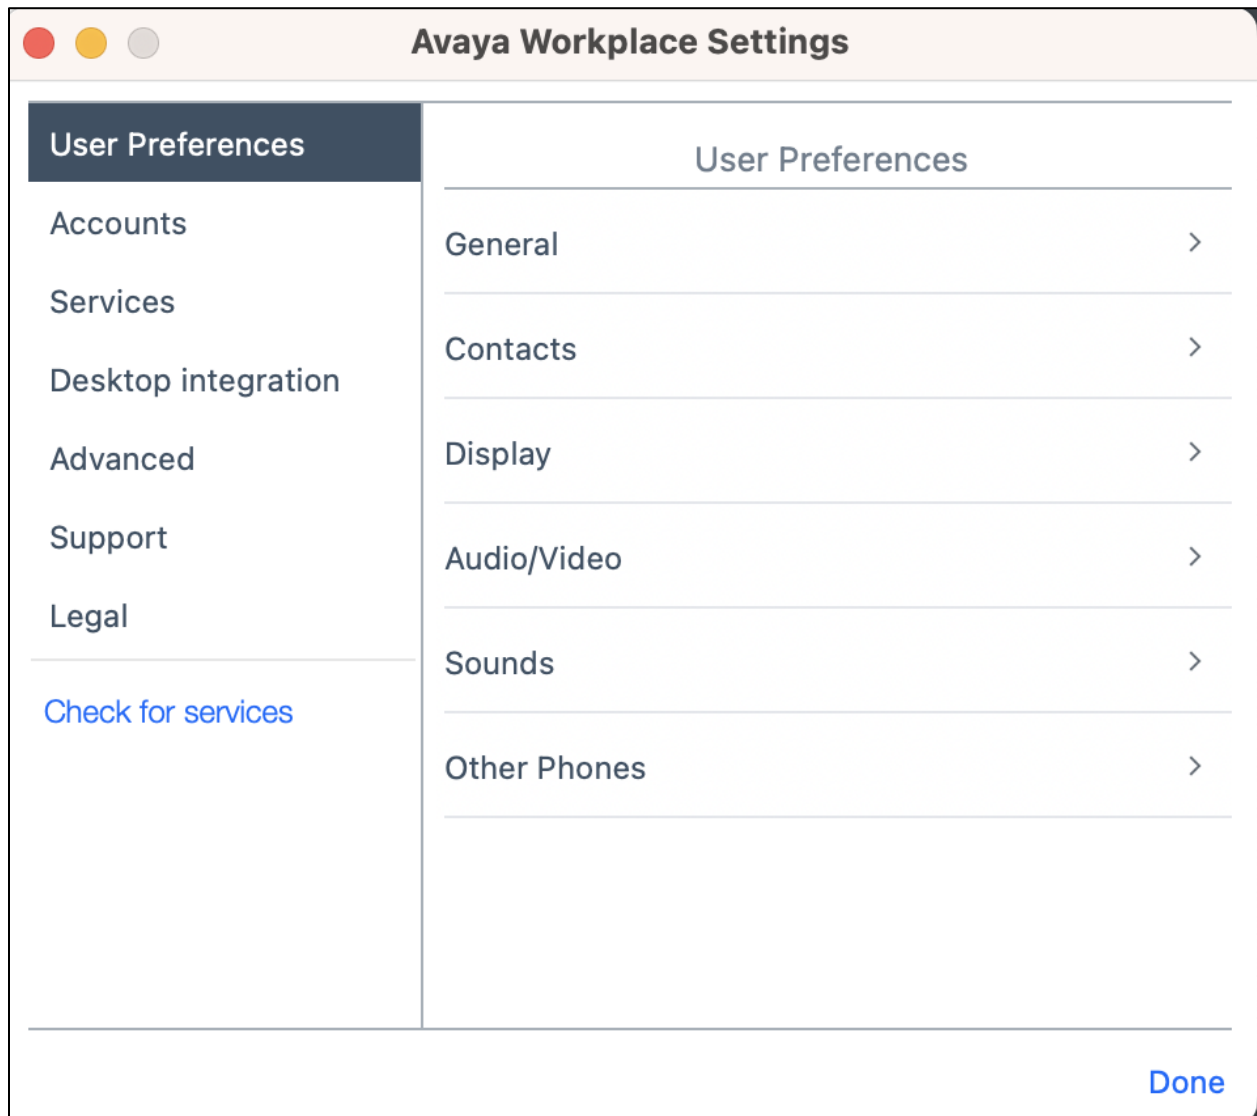 Avaya Workplace Settings
User Preferences
Accounts
Services
Desktop integration
Advanced
Support
Legal
Check for services
User Preferences
General
Contacts
Display
Audio/Video
Sounds
Other Phones
Done